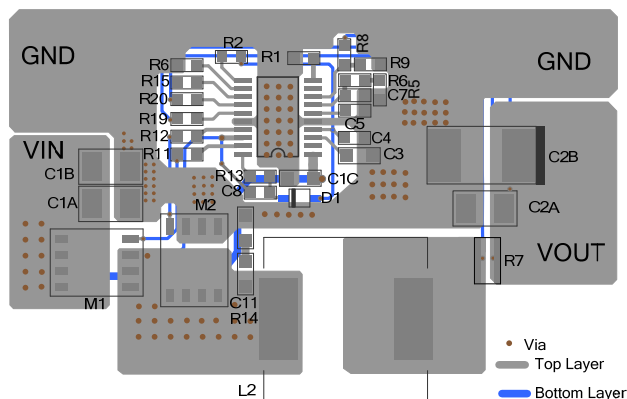 GND
GND
VIN
VOUT
R2
R1
R8
R6
R9
R15
R6
R5
R20
C7
R19
C5
R12
C4
R11
C3
C1B
R13
C1C
C2B
C8
D1
C1A
M2
C2A
R7
M1
C11
R14
L2
Via
Top Layer
Bottom Layer